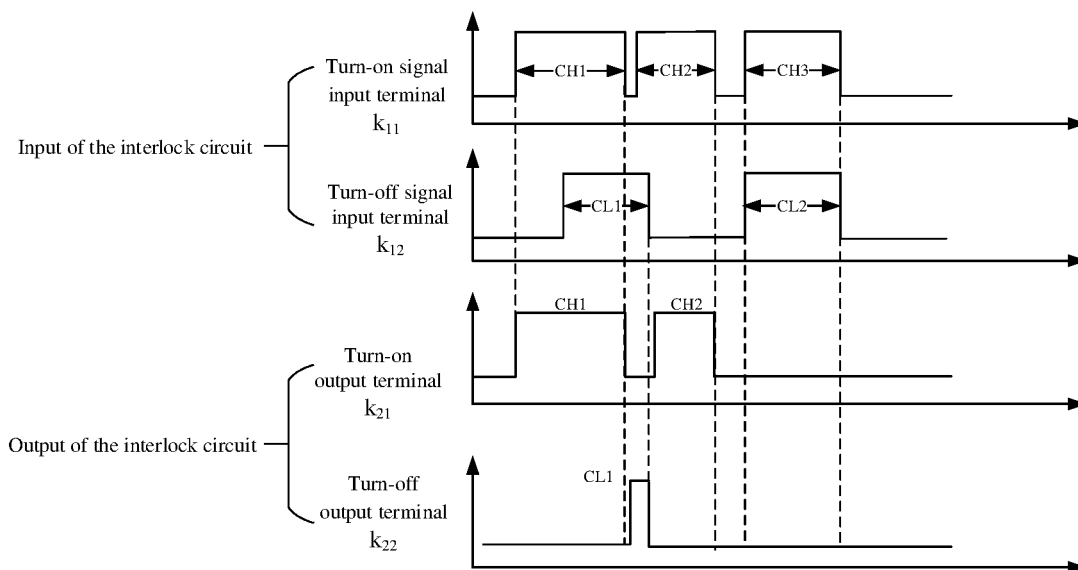 Input of the interlock circuit
Turn-on signal
input terminal
k11
CH1
CH2
CH3
Turn-off signal
input terminal
k12
CL1
CL2
Output of the interlock circuit
Turn-on
output terminal
k21
CH1
CH2
Turn-off
output terminal
k22
CL1